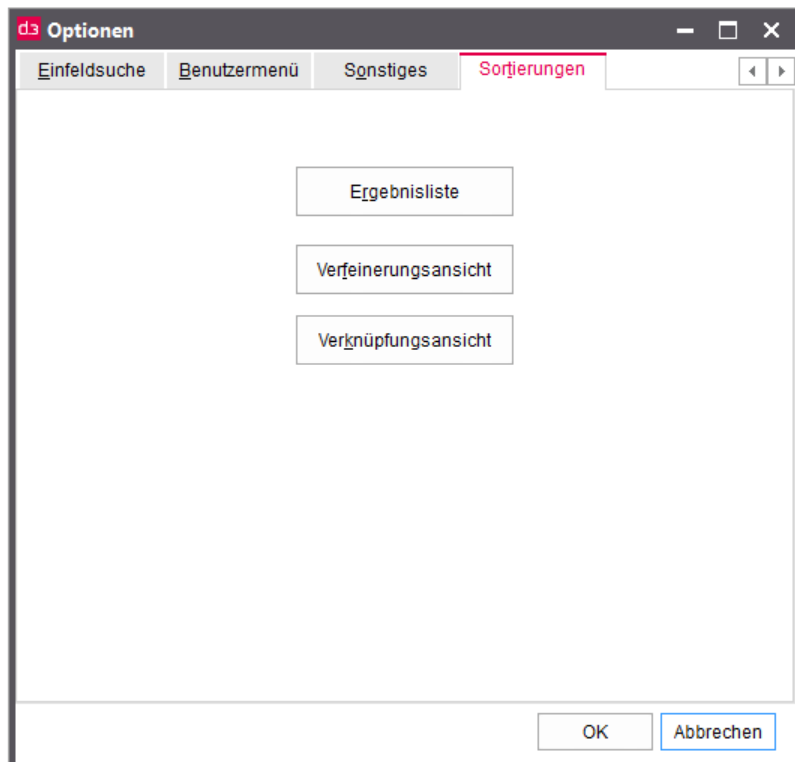 d3 Optionen
Einfeldsuche Benutzermenü Sonstiges Sortierungen
Ergebnisliste
Verfeinerungsansicht
Verknüpfungsansicht
OK Abbrechen